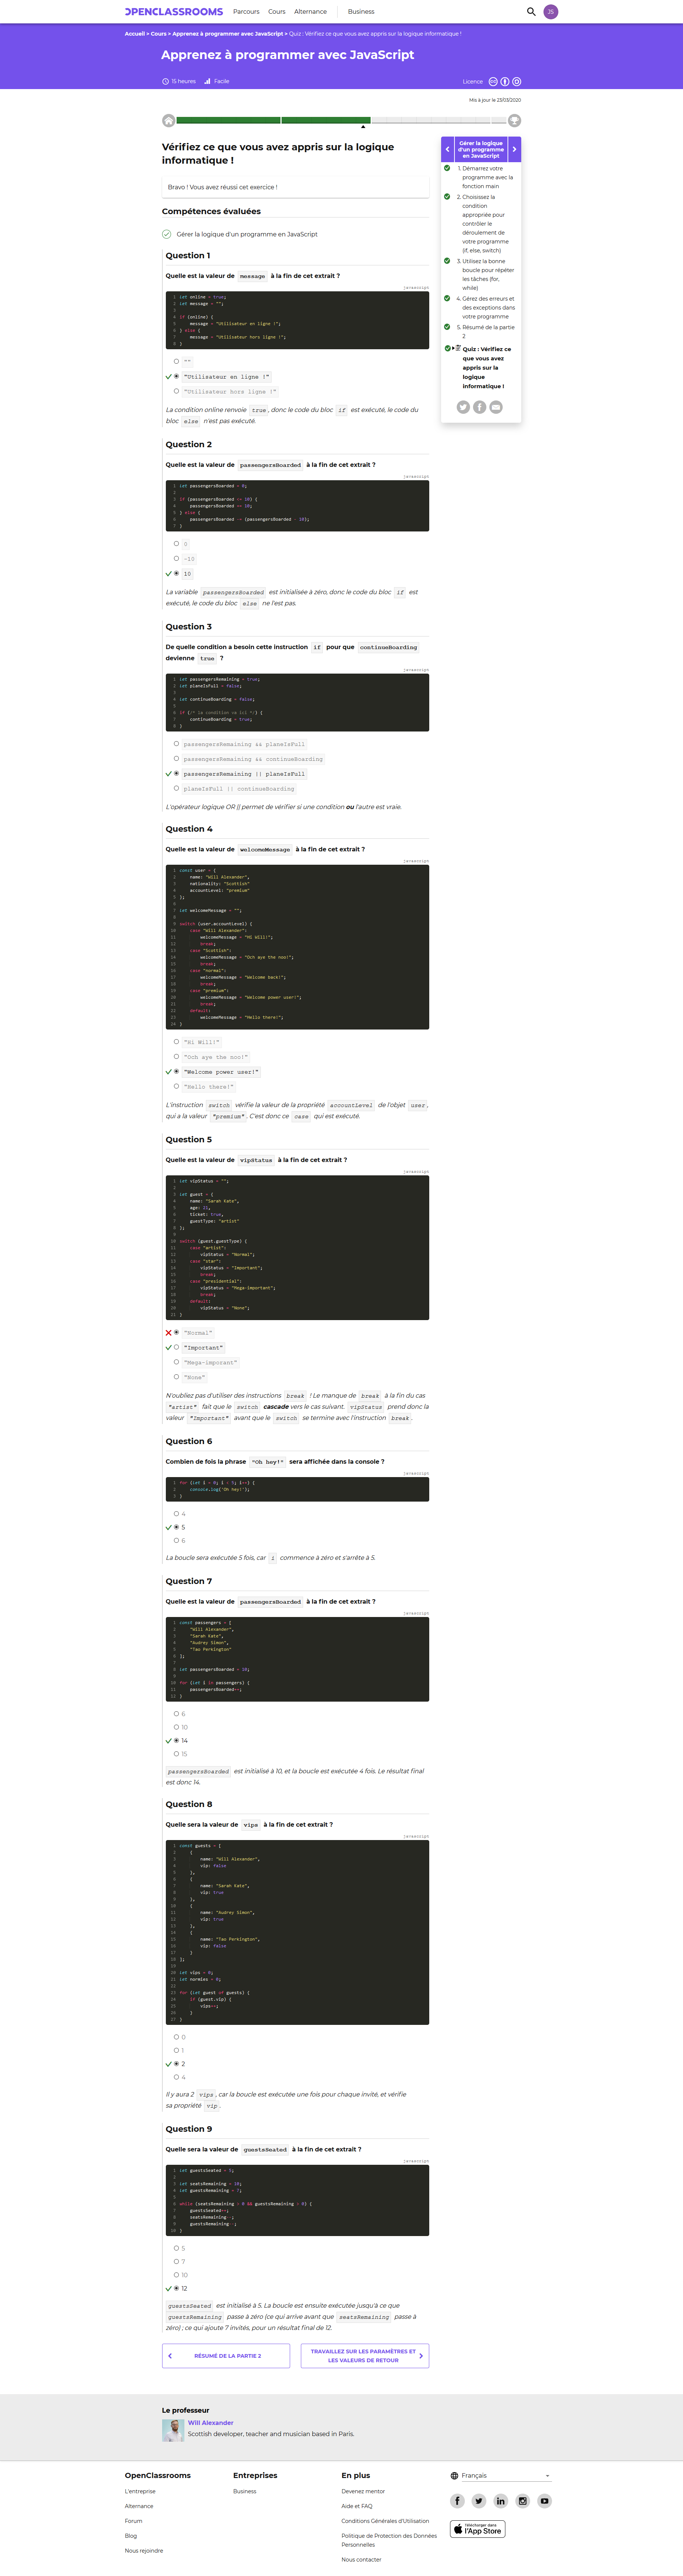 OPENCLASSROOMS Parcours Cours Alternance Business JS
Accueil > Cours > Apprenez à programmer avec JavaScript > Quiz : Vérifiez ce que vous avez appris sur la logique informatique !
Apprenez à programmer avec JavaScript
15 heures Facile
Licence
Mis à jour le 23/03/2020
Vérifiez ce que vous avez appris sur la logique
informatique !
Bravo ! Vous avez réussi cet exercice !
Compétences évaluées
Gérer la logique d'un programme en JavaScript
Gérer la logique
d'un programme
en JavaScript
1. Démarrez votre
programme avec la
fonction main
2. Choisissez la
condition
appropriée pour
contrôler le
déroulement de
votre programme
(if, else, switch)
3. Utilisez la bonne
boucle pour répéter
les tâches (for,
while)
4. Gérez des erreurs et
des exceptions dans
votre programme
5. Résumé de la partie
2
Quiz : Vérifiez ce
que vous avez
appris sur la
logique
informatique !
Question 1
Quelle est la valeur de message à la fin de cet extrait ?
javascript
1 let online = true;
2 let message = "";
3
4 if (online) {
5 message = "Utilisateur en ligne !";
6 } else {
7 message = "Utilisateur hors ligne !";
8 }
""
"Utilisateur en ligne !"
"Utilisateur hors ligne !"
La condition online renvoie true, donc le code du bloc if est exécuté, le code du
bloc else n'est pas exécuté.
Question 2
Quelle est la valeur de passengersBoarded à la fin de cet extrait ?
javascript
1 let passengersBoarded = 0;
2
3 if (passengersBoarded <= 10) {
4 passengersBoarded += 10;
5 } else {
6 passengersBoarded -= (passengersBoarded - 10);
7 }
0
-10
10
La variable passengersBoarded est initialisée à zéro, donc le code du bloc if est
exécuté, le code du bloc else ne l'est pas.
Question 3
De quelle condition a besoin cette instruction if pour que continueBoarding
devienne true ?
javascript
1 let passengersRemaining = true;
2 let planeIsFull = false;
3
4 let continueBoarding = false;
5
6 if (/* la condition va ici */) {
7 continueBoarding = true;
8 }
passengersRemaining && planeIsFull
passengersRemaining && continueBoarding
passengersRemaining || planeIsFull
planeIsFull || continueBoarding
L'opérateur logique OR || permet de vérifier si une condition ou l'autre est vraie.
Question 4
Quelle est la valeur de welcomeMessage à la fin de cet extrait ?
javascript
1 const user = {
2 name: "Will Alexander",
3 nationality: "Scottish"
4 accountLevel: "premium"
5 };
6
7 let welcomeMessage = "";
8
9 switch (user.accountLevel) {
10 case "Will Alexander":
11 welcomeMessage = "Hi Will!";
12 break;
13 case "Scottish":
14 welcomeMessage = "Och aye the noo!";
15 break;
16 case "normal":
17 welcomeMessage = "Welcome back!";
18 break;
19 case "premium":
20 welcomeMessage = "Welcome power user!";
21 break;
22 default:
23 welcomeMessage = "Hello there!";
24 }
"Hi Will!"
"Och aye the noo!"
"Welcome power user!"
"Hello there!"
L'instruction switch vérifie la valeur de la propriété accountLevel de l'objet user,
qui a la valeur "premium". C'est donc ce case qui est exécuté.
Question 5
Quelle est la valeur de vipStatus à la fin de cet extrait ?
javascript
1 let vipStatus = "";
2
3 let guest = {
4 name: "Sarah Kate",
5 age: 21,
6 ticket: true,
7 guestType: "artist"
8 };
9
10 switch (guest.guestType) {
11 case "artist":
12 vipStatus = "Normal";
13 case "star":
14 vipStatus = "Important";
15 break;
16 case "presidential":
17 vipStatus = "Mega-important";
18 break;
19 default:
20 vipStatus = "None";
21 }
"Normal"
"Important"
"Mega-imporant"
"None"
N'oubliez pas d'utiliser des instructions break ! Le manque de break à la fin du cas
"artist" fait que le switch cascade vers le cas suivant. vipStatus prend donc la
valeur "Important" avant que le switch se termine avec l'instruction break.
Question 6
Combien de fois la phrase "Oh hey!" sera affichée dans la console ?
javascript
1 for (let i = 0; i < 5; i++) {
2 console.log('Oh hey!');
3 }
4
5
6
La boucle sera exécutée 5 fois, car i commence à zéro et s'arrête à 5.
Question 7
Quelle est la valeur de passengersBoarded à la fin de cet extrait ?
javascript
1 const passengers = [
2 "Will Alexander",
3 "Sarah Kate",
4 "Audrey Simon",
5 "Tao Perkington"
6 ];
7
8 let passengersBoarded = 10;
9
10 for (let i in passengers) {
11 passengersBoarded++;
12 }
6
10
14
15
passengersBoarded est initialisé à 10, et la boucle est exécutée 4 fois. Le résultat final
est donc 14.
Question 8
Quelle sera la valeur de vips à la fin de cet extrait ?
javascript
1 const guests = [
2 {
3 name: "Will Alexander",
4 vip: false
5 },
6 {
7 name: "Sarah Kate",
8 vip: true
9 },
10 {
11 name: "Audrey Simon",
12 vip: true
13 },
14 {
15 name: "Tao Perkington",
16 vip: false
17 }
18 ];
19
20 let vips = 0;
21 let normies = 0;
22
23 for (let guest of guests) {
24 if (guest.vip) {
25 vips++;
26 }
27 }
0
1
2
4
Il y aura 2 vips, car la boucle est exécutée une fois pour chaque invité, et vérifie
sa propriété vip.
Question 9
Quelle sera la valeur de guestsSeated à la fin de cet extrait ?
javascript
1 let guestsSeated = 5;
2
3 let seatsRemaining = 10;
4 let guestsRemaining = 7;
5
6 while (seatsRemaining > 0 && guestsRemaining > 0) {
7 guestsSeated++;
8 seatsRemaining--;
9 guestsRemaining--;
10 }
5
7
10
12
guestsSeated est initialisé à 5. La boucle est ensuite exécutée jusqu'à ce que
guestsRemaining passe à zéro (ce qui arrive avant que seatsRemaining passe à
zéro) ; ce qui ajoute 7 invités, pour un résultat final de 12.
RÉSUMÉ DE LA PARTIE 2
TRAVAILLEZ SUR LES PARAMÈTRES ET
LES VALEURS DE RETOUR
Le professeur
Will Alexander
Scottish developer, teacher and musician based in Paris.
OpenClassrooms
L'entreprise
Alternance
Forum
Blog
Nous rejoindre
Entreprises
Business
En plus
Devenez mentor
Aide et FAQ
Conditions Générales d'Utilisation
Politique de Protection des Données
Personnelles
Nous contacter
Français
Télécharger dans
l'App Store